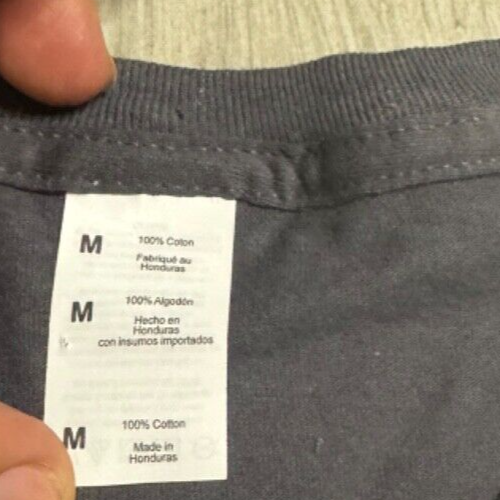 M 100% Coton
Fabriqué au
Honduras
M 100% Algodón
Hecho en
Honduras
con insumos importados
M 100% Cotton
Made in
Honduras